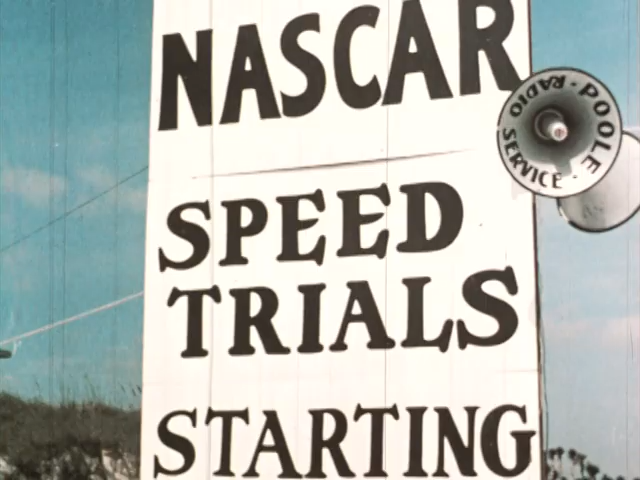 NASCAR
SPEED
TRIALS
STARTING
POOLE
RADIO
SERVICE